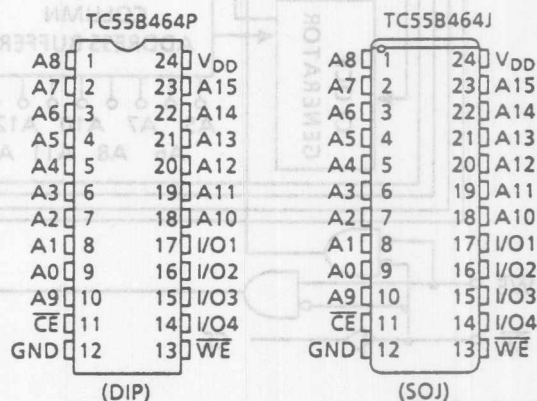 TC55B464P
A8 1 24 VDD
A7 2 23 A15
A6 3 22 A14
A5 4 21 A13
A4 5 20 A12
A3 6 19 A11
A2 7 18 A10
A1 8 17 I/O1
A0 9 16 I/O2
A9 10 15 I/O3
C̅E̅ 11 14 I/O4
GND 12 13 W̅E̅
(DIP)
TC55B464J
A8 1 24 VDD
A7 2 23 A15
A6 3 22 A14
A5 4 21 A13
A4 5 20 A12
A3 6 19 A11
A2 7 18 A10
A1 8 17 I/O1
A0 9 16 I/O2
A9 10 15 I/O3
C̅E̅ 11 14 I/O4
GND 12 13 W̅E̅
(SOJ)